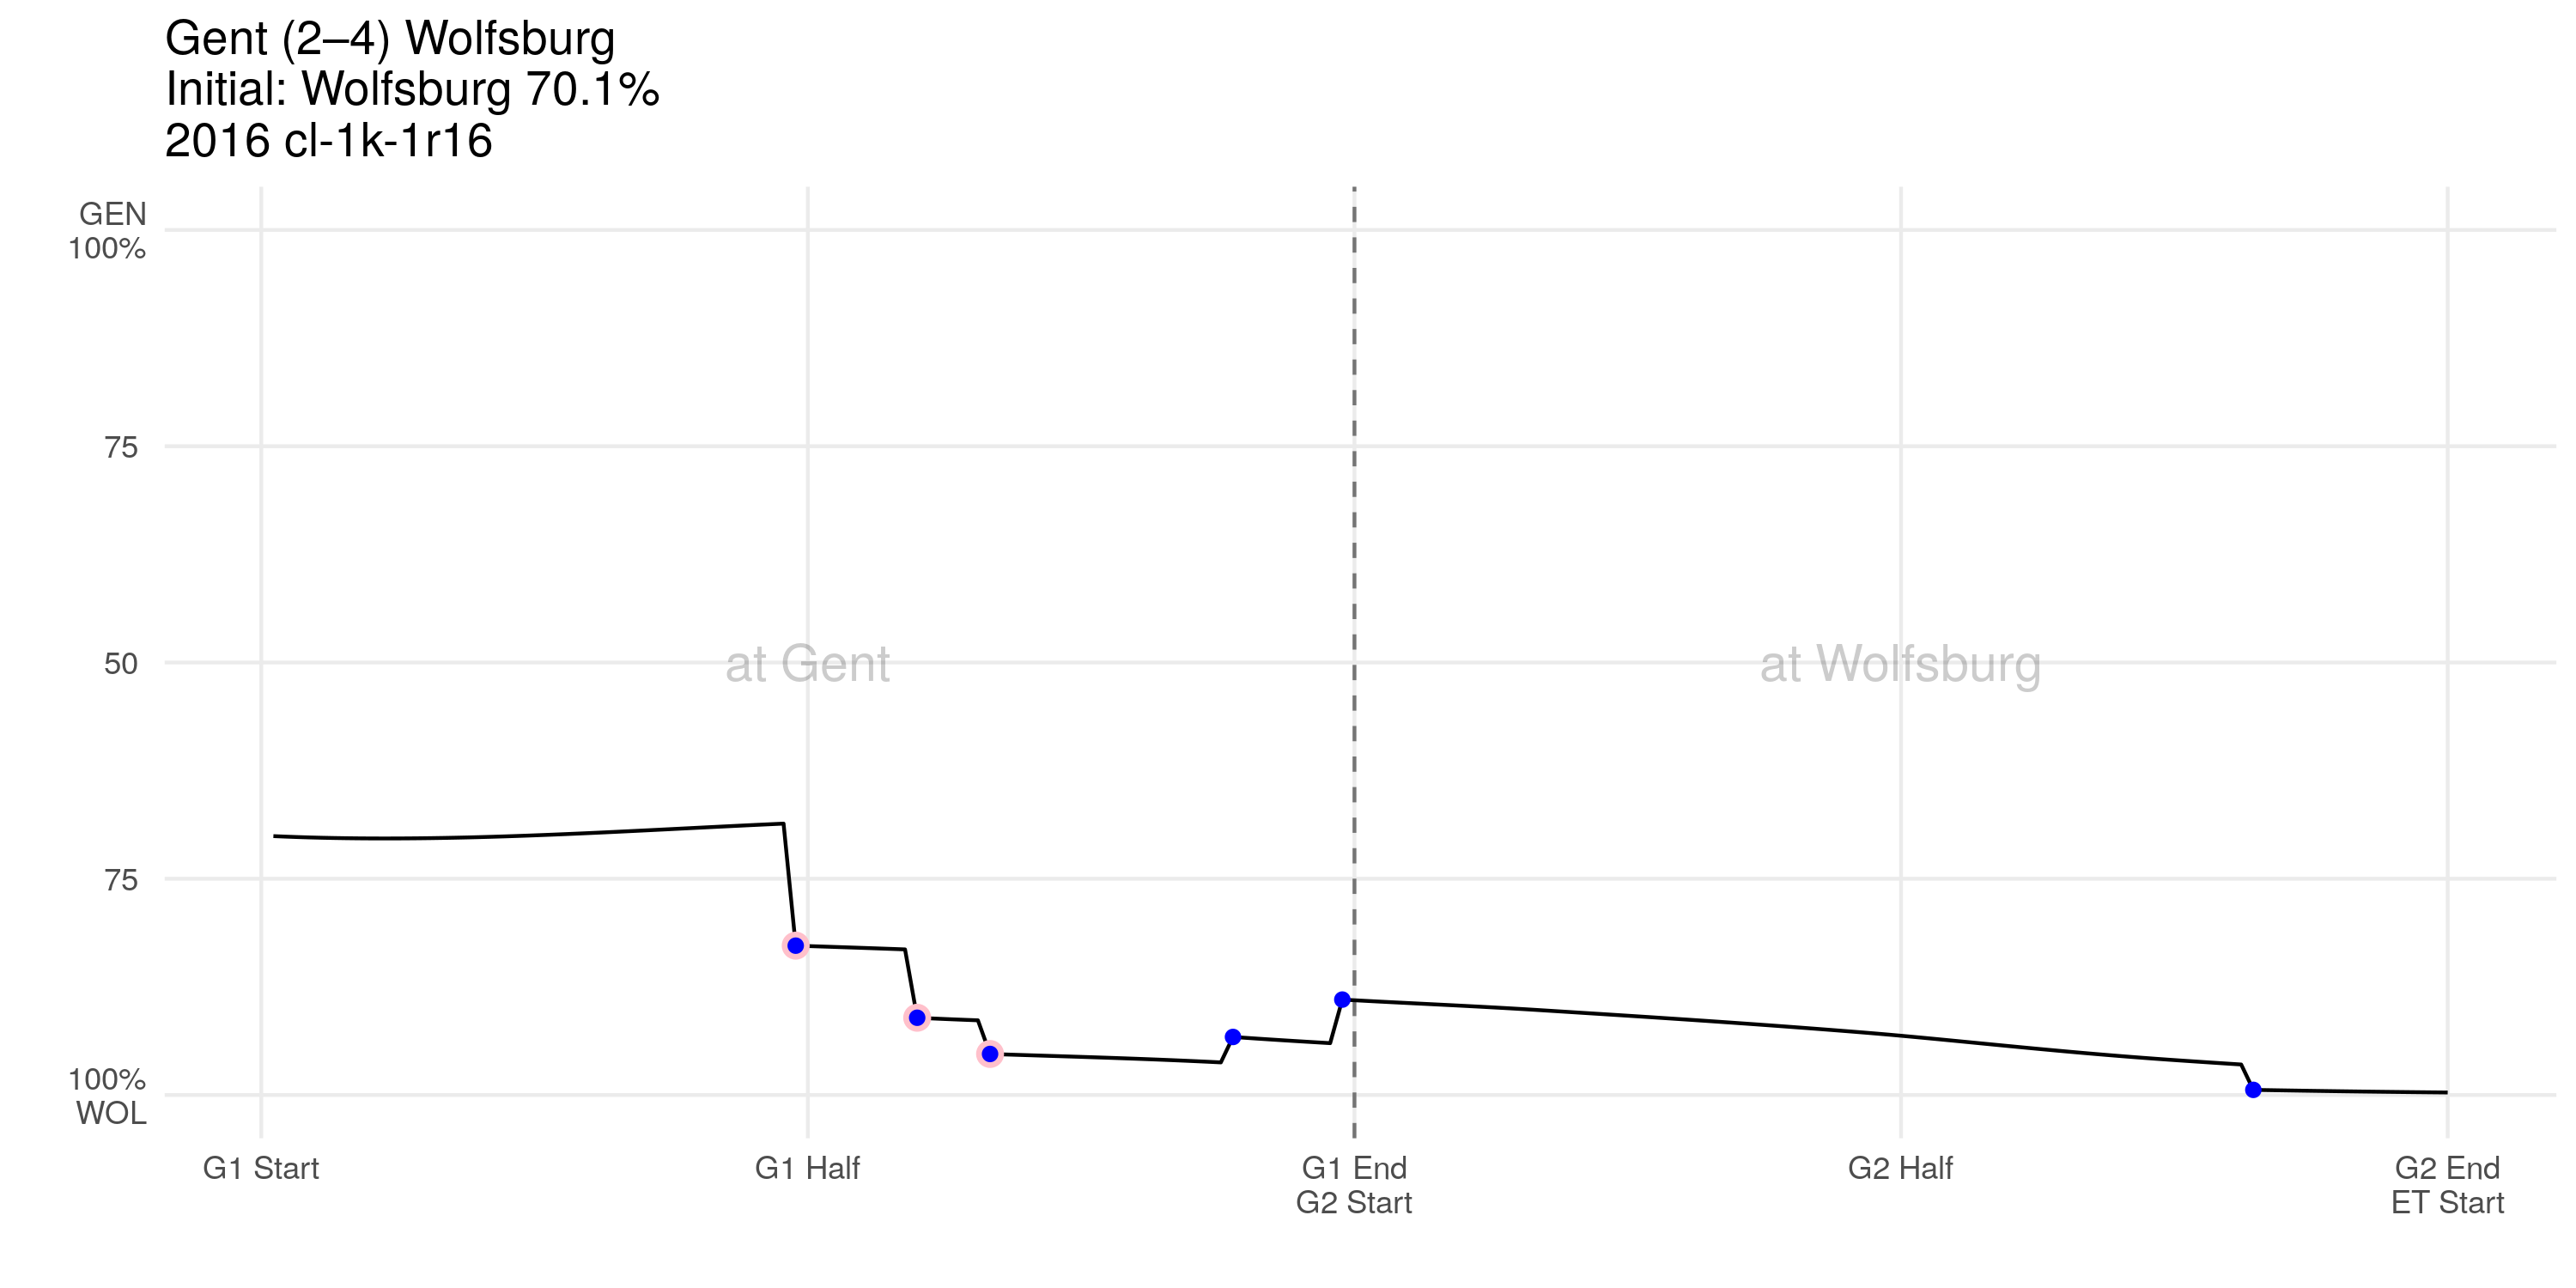 Gent (2–4) Wolfsburg
Initial: Wolfsburg 70.1%
2016 cl-1k-1r16
GEN
100%
75
50
75
100%
WOL
at Gent
at Wolfsburg
G1 Start
G1 Half
G1 End
G2 Start
G2 Half
G2 End
ET Start